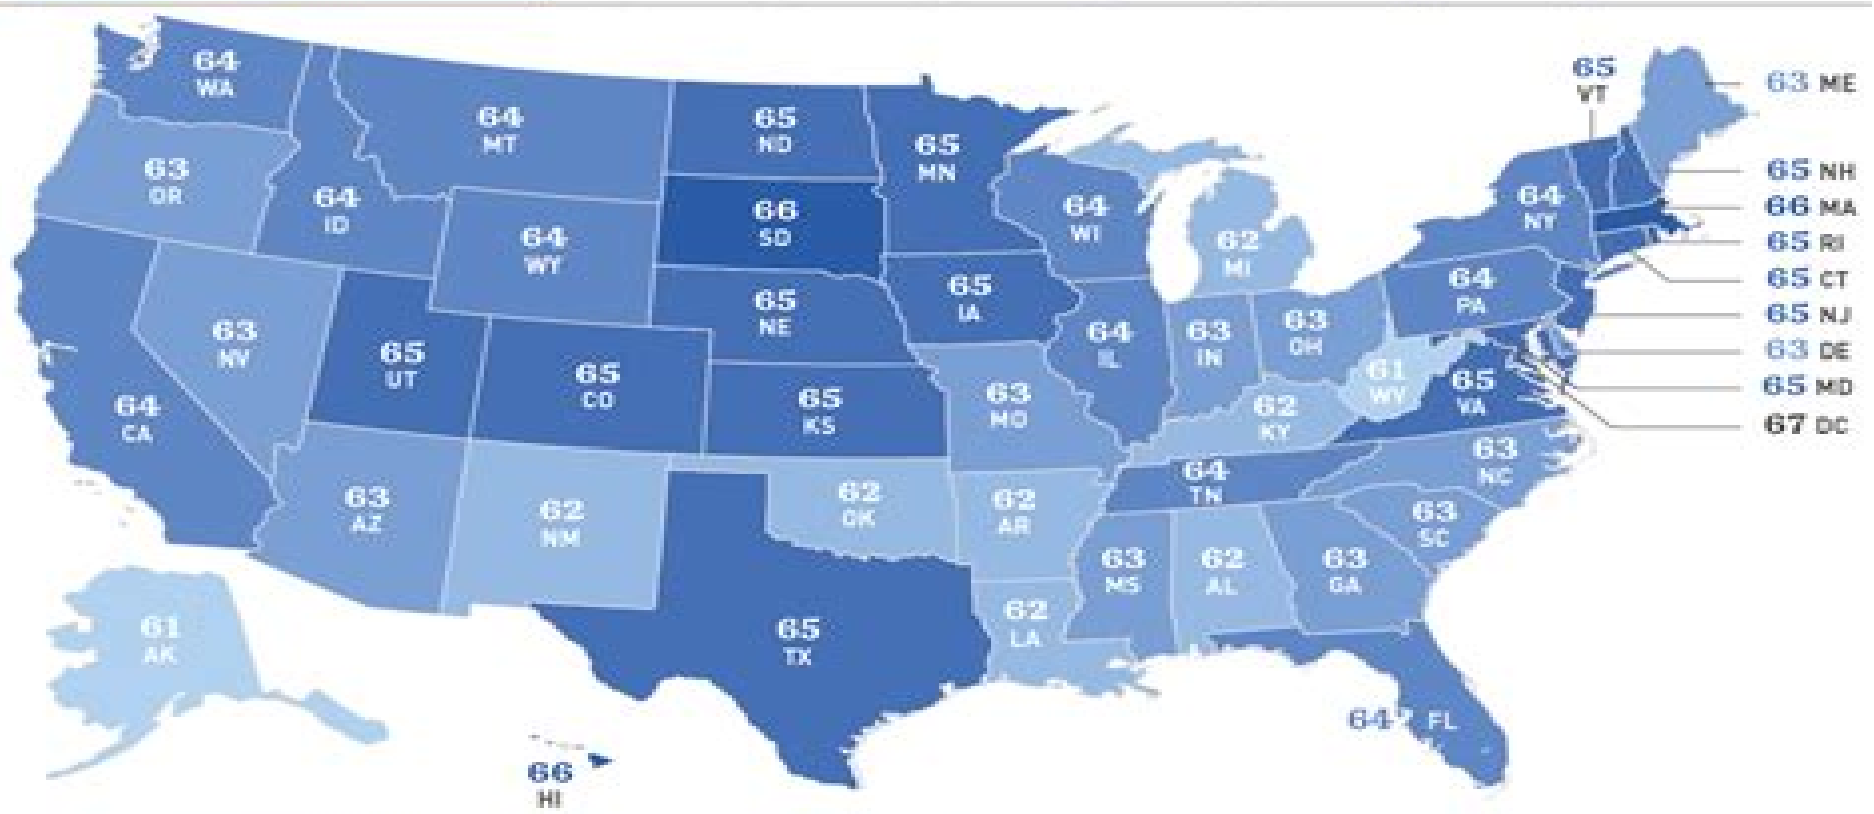 64
WA
64
MT
65
ND
65
MN
65
VT
63 ME
63
OR
64
ID
64
WY
66
SD
64
WI
62
MI
64
NY
65 NH
66 MA
65 RI
65 CT
65 NJ
63 DE
65 MD
67 DC
63
NV
65
UT
65
CO
65
NE
65
IA
64
IL
63
IN
63
OH
64
PA
61
WV
65
VA
64
CA
65
KS
63
MO
62
KY
63
NC
63
AZ
62
NM
62
OK
62
AR
64
TN
63
SC
63
MS
62
AL
63
GA
61
AK
66
HI
65
TX
62
LA
64
FL